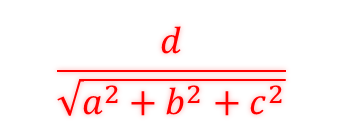 d
√a² + b² + c²